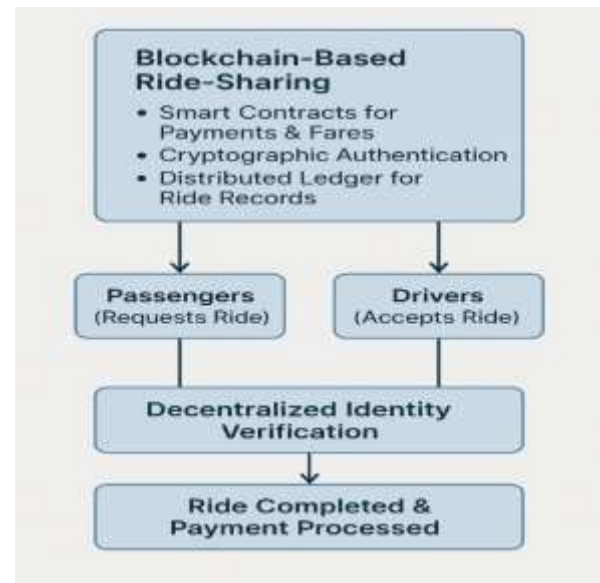 Blockchain-Based
Ride-Sharing
• Smart Contracts for
Payments & Fares
• Cryptographic Authentication
• Distributed Ledger for
Ride Records
Passengers
(Requests Ride)
Drivers
(Accepts Ride)
Decentralized Identity
Verification
Ride Completed &
Payment Processed